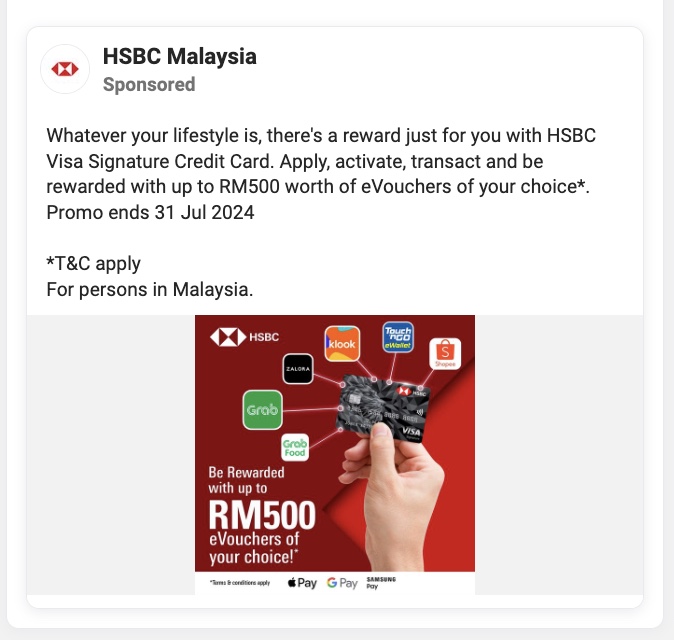 HSBC Malaysia
Sponsored
Whatever your lifestyle is, there's a reward just for you with HSBC
Visa Signature Credit Card. Apply, activate, transact and be
rewarded with up to RM500 worth of eVouchers of your choice*.
Promo ends 31 Jul 2024
*T&C apply
For persons in Malaysia.
HSBC
klook
Touch
'nGO
eWallet
S
Shopee
ZALORA
Grab
Grab
Food
HSBC
VISA
Be Rewarded
with up to
RM500
eVouchers of
your choice!*
*Terms & conditions apply
Pay
G Pay
SAMSUNG
Pay